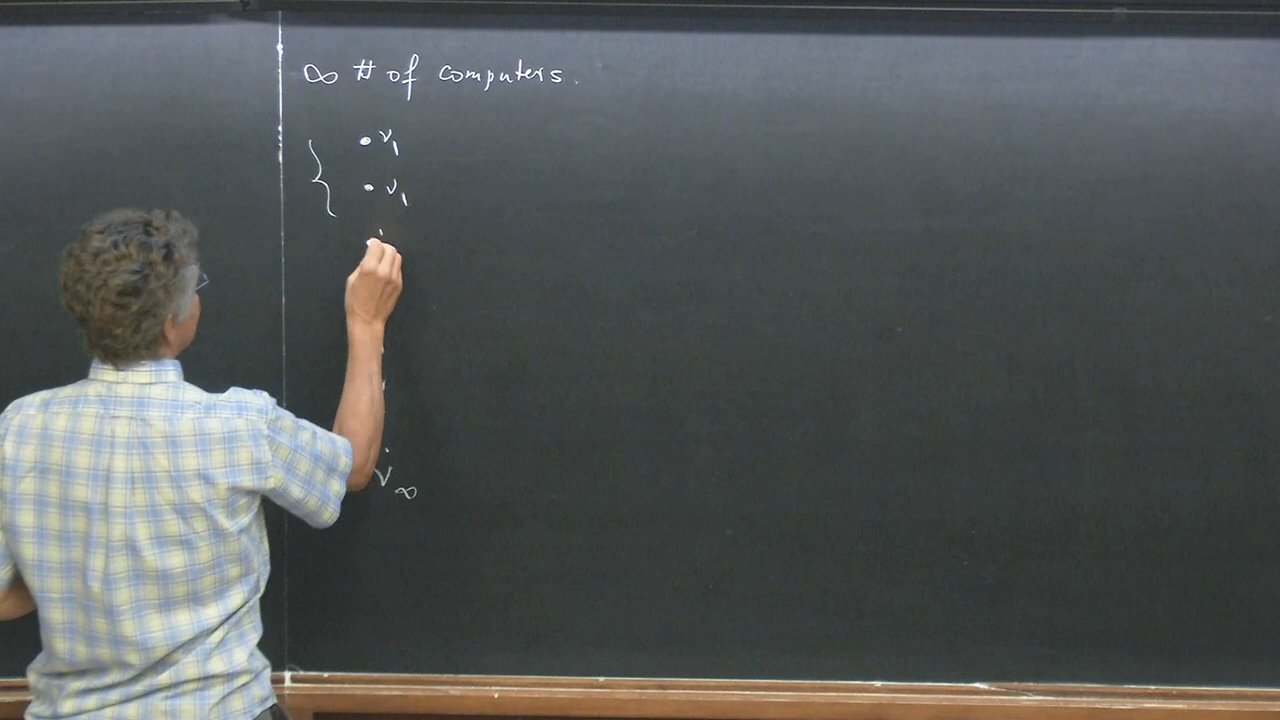 ∞ # of computers.
v₁
v₁
v∞